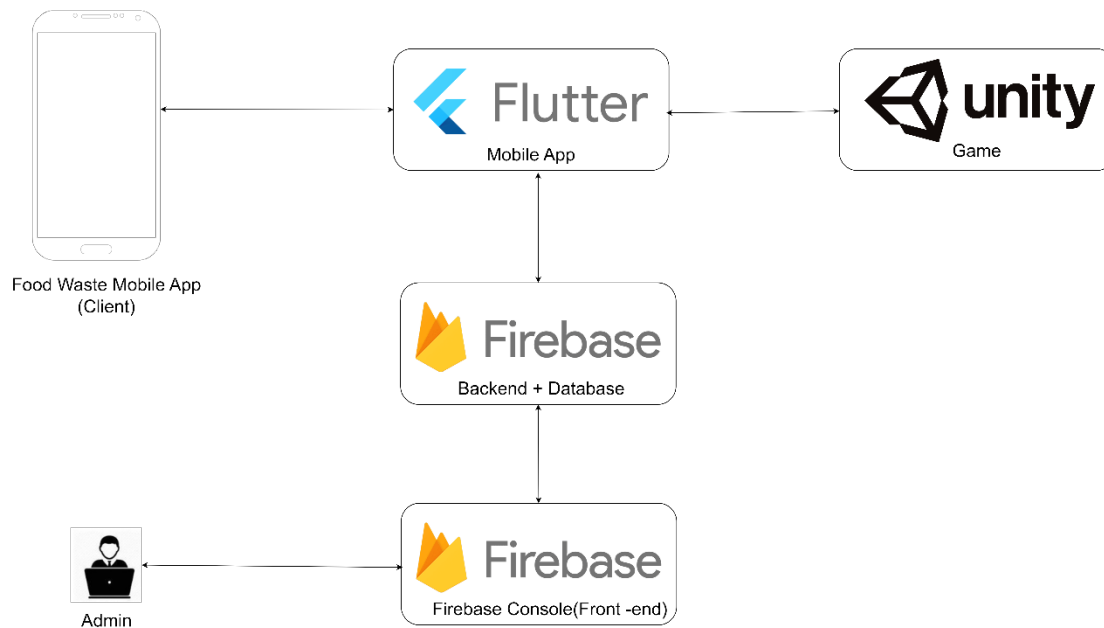 Flutter
Mobile App
unity
Game
Food Waste Mobile App
(Client)
Firebase
Backend + Database
Firebase
Firebase Console(Front -end)
Admin